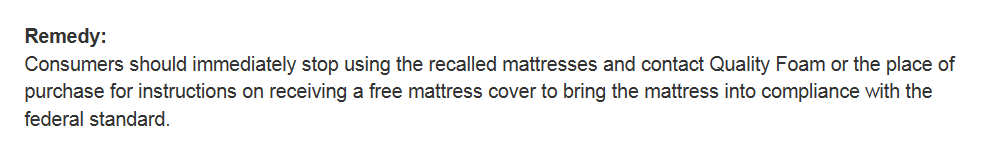 Remedy:
Consumers should immediately stop using the recalled mattresses and contact Quality Foam or the place of
purchase for instructions on receiving a free mattress cover to bring the mattress into compliance with the
federal standard.